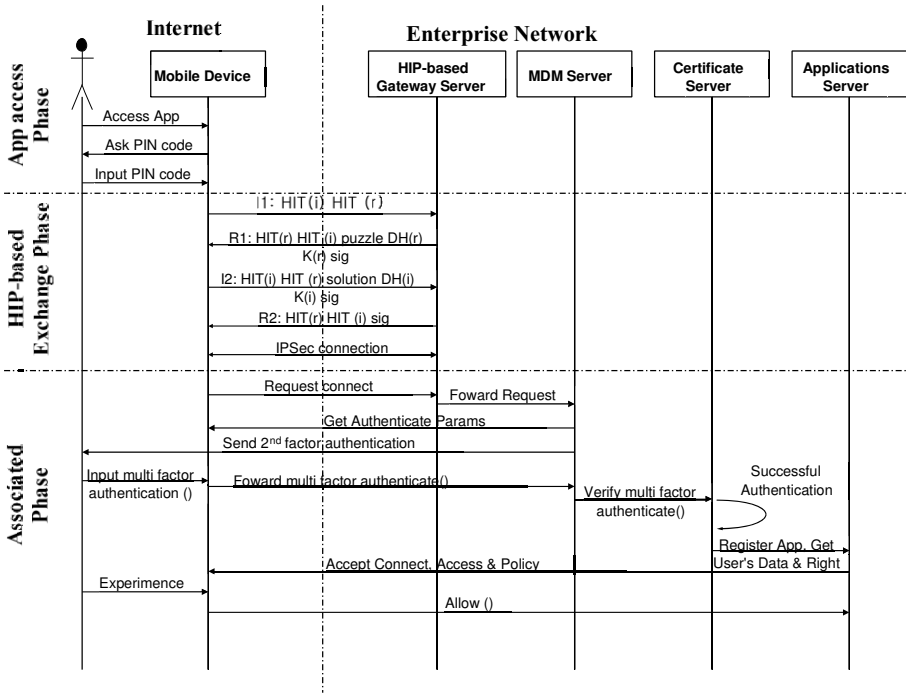 Internet
Enterprise Network
Mobile Device
HIP-based
Gateway Server
MDM Server
Certificate
Server
Applications
Server
App access
Phase
Access App
Ask PIN code
Input PIN code
HIP-based
Exchange Phase
I1: HIT(i) HIT (r)
R1: HIT(r) HIT (i) puzzle DH(r)
K(r) sig
I2: HIT(i) HIT (r) solution DH(i)
K(i) sig
R2: HIT(r) HIT (i) sig
IPSec connection
Associated
Phase
Request connect
Foward Request
Get Authenticate Params
Send 2nd factor authentication
Input multi factor
authentication ()
Foward multi factor authenticate()
Verify multi factor
authenticate()
Successful
Authentication
Register App. Get
User's Data & Right
Accept Connect, Access & Policy
Experimence
Allow ()